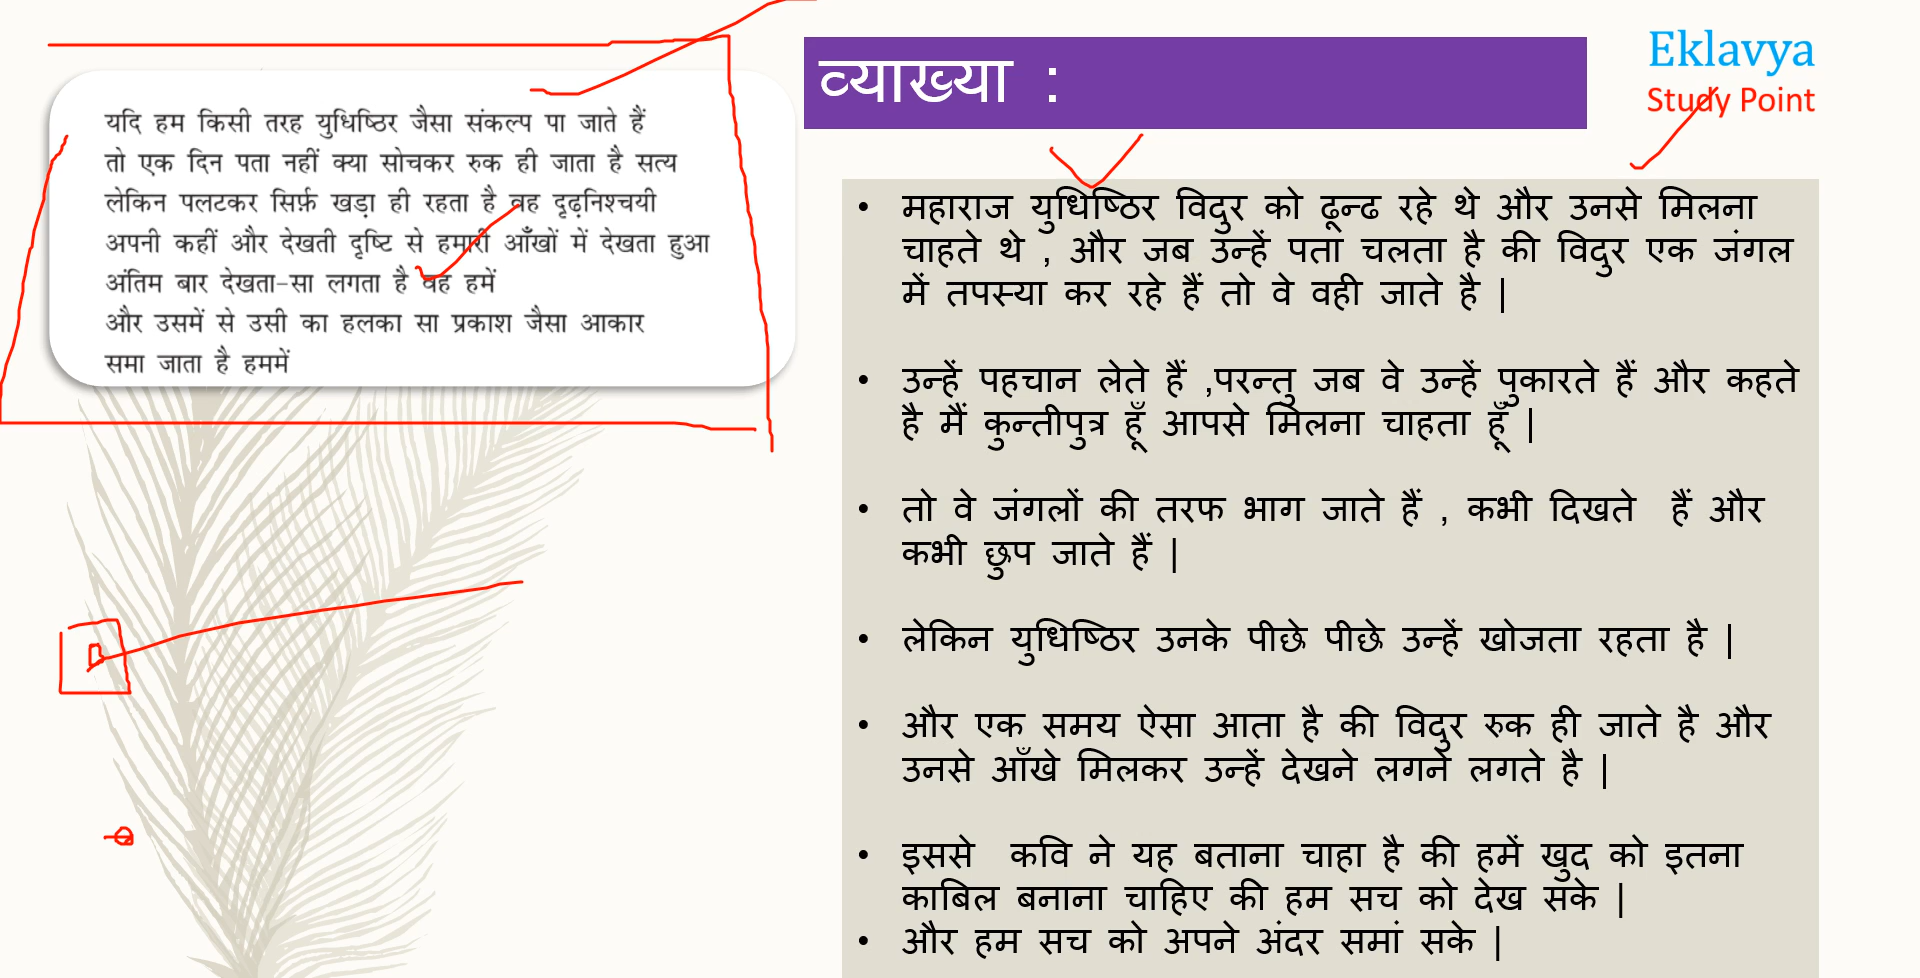 यदि हम किसी तरह युधिष्ठिर जैसा संकल्प पा जाते हैं
तो एक दिन पता नहीं क्या सोचकर रुक ही जाता है सत्य
लेकिन पलटकर सिर्फ़ खड़ा ही रहता है वह दृढ़निश्चयी
अपनी कहीं और देखती दृष्टि से हमारी आँखों में देखता हुआ
अंतिम बार देखता-सा लगता है वह हमें
और उसमें से उसी का हलका सा प्रकाश जैसा आकार
समा जाता है हममें
व्याख्या :
Eklavya
Study Point
• महाराज युधिष्ठिर विदुर को ढून्ढ रहे थे और उनसे मिलना
चाहते थे , और जब उन्हें पता चलता है की विदुर एक जंगल
में तपस्या कर रहे हैं तो वे वही जाते है |
• उन्हें पहचान लेते हैं ,परन्तु जब वे उन्हें पुकारते हैं और कहते
है मैं कुन्तीपुत्र हूँ आपसे मिलना चाहता हूँ |
• तो वे जंगलों की तरफ भाग जाते हैं , कभी दिखते हैं और
कभी छुप जाते हैं |
• लेकिन युधिष्ठिर उनके पीछे पीछे उन्हें खोजता रहता है |
• और एक समय ऐसा आता है की विदुर रुक ही जाते है और
उनसे आँखे मिलकर उन्हें देखने लगने लगते है |
• इससे कवि ने यह बताना चाहा है की हमें खुद को इतना
काबिल बनाना चाहिए की हम सच को देख सके |
• और हम सच को अपने अंदर समां सके |